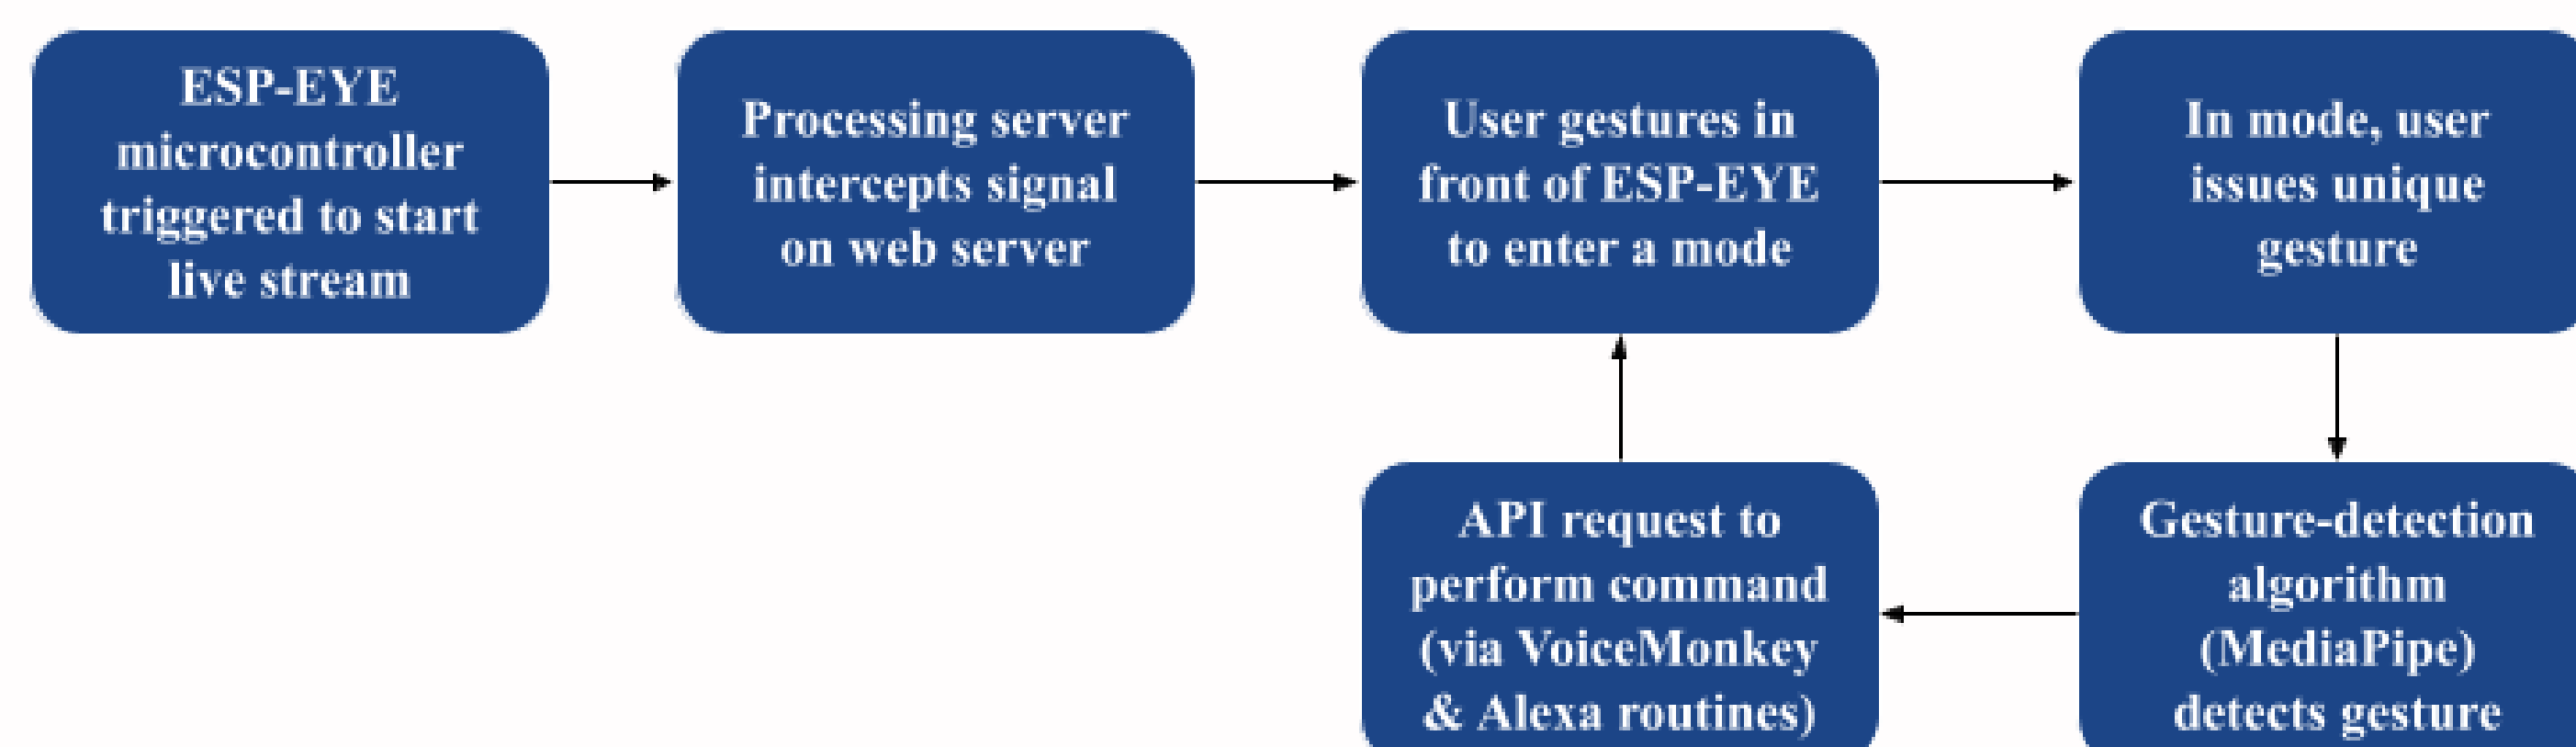 ESP-EYE
microcontroller
triggered to start
live stream
Processing server
intercepts signal
on web server
User gestures in
front of ESP-EYE
to enter a mode
In mode, user
issues unique
gesture
Gesture-detection
algorithm
(MediaPipe)
detects gesture
API request to
perform command
(via VoiceMonkey
& Alexa routines)